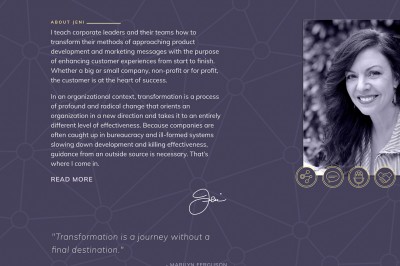 ABOUT JENI
I teach corporate leaders and their teams how to
transform their methods of approaching product
development and marketing messages with the purpose
of enhancing customer experiences from start to finish.
Whether a big or small company, non-profit or for profit,
the customer is at the heart of success.
In an organizational context, transformation is a process
of profound and radical change that orients an
organization in a new direction and takes it to an entirely
different level of effectiveness. Because companies are
often caught up in bureaucracy and ill-formed systems
slowing down development and killing effectiveness,
guidance from an outside source is necessary. That's
where I come in.
READ MORE
Jeni
"Transformation is a journey without a
final destination."
- MARILYN FERGUSON